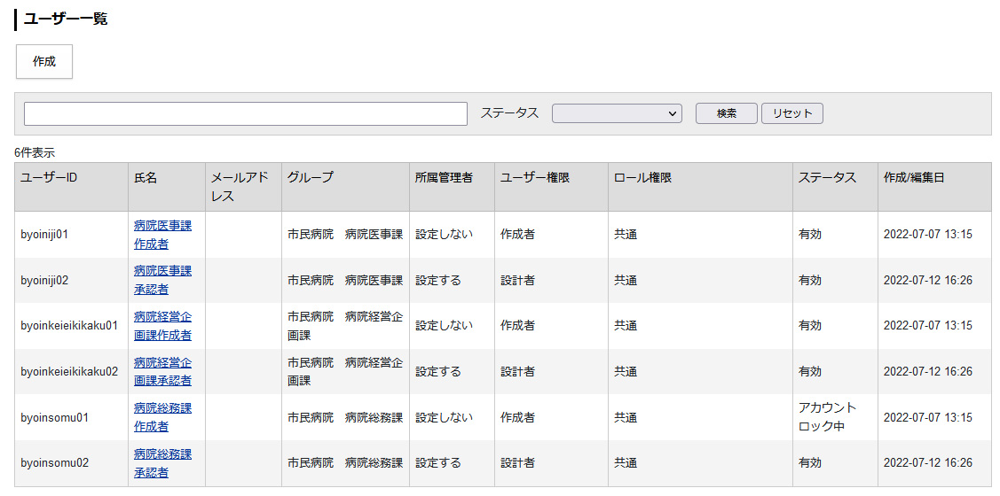 ユーザー一覧
作成
ステータス 検索 リセット
6件表示
ユーザーID 氏名 メールアド グループ 所属管理者 ユーザー権限 ロール権限 ステータス 作成/編集日
レス
病院医事課
byoiniji01 市民病院　病院医事課 設定しない 作成者 共通 有効 2022-07-07 13:15
作成者
病院医事課
byoiniji02 市民病院　病院医事課 設定する 設計者 共通 有効 2022-07-12 16:26
承認者
病院経営企 市民病院　病院経営企
byoinkeieikikaku01 設定しない 作成者 共通 有効 2022-07-07 13:15
画課作成者 画課
病院経営企 市民病院　病院経営企
byoinkeieikikaku02 設定する 設計者 共通 有効 2022-07-12 16:26
画課承認者 画課
病院総務課 アカウント
byoinsomu01 市民病院　病院総務課 設定しない 作成者 共通 2022-07-07 13:15
作成者 ロック中
病院総務課
byoinsomu02 市民病院　病院総務課 設定する 設計者 共通 有効 2022-07-12 16:26
承認者